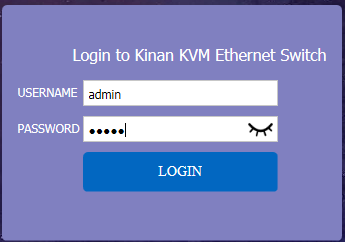 Login to Kinan KVM Ethernet Switch
USERNAME admin
PASSWORD •••••
LOGIN